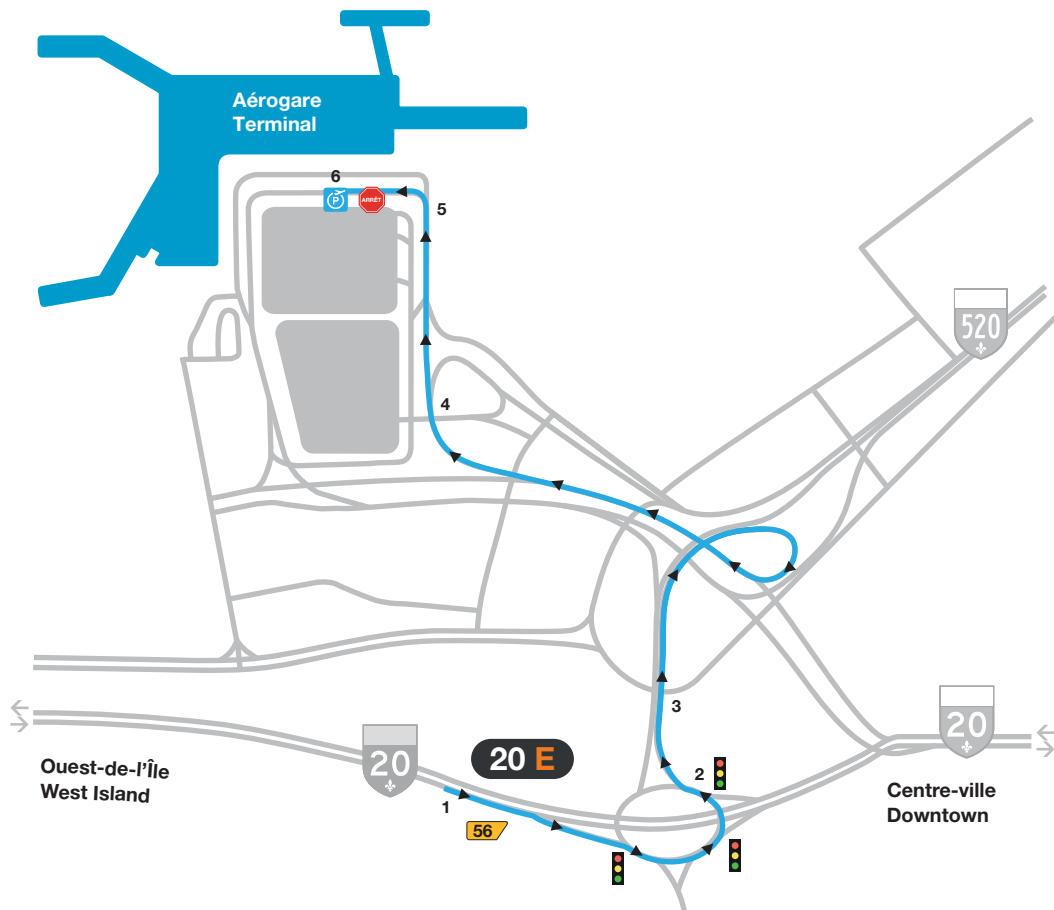 Aérogare
Terminal
6
P
ARRÊT
5
520
4
3
20
20 E
20
Ouest-de-l'Île
West Island
2
Centre-ville
Downtown
1
56